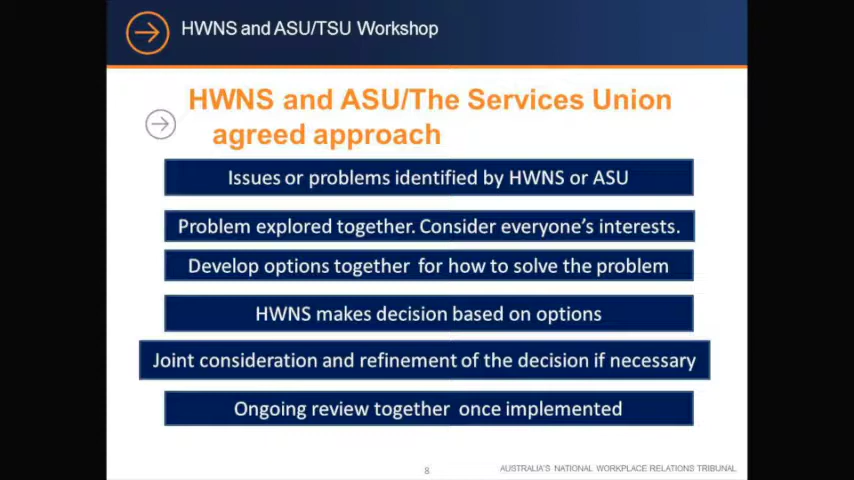 HWNS and ASU/TSU Workshop
HWNS and ASU/The Services Union
agreed approach
Issues or problems identified by HWNS or ASU
Problem explored together. Consider everyone's interests.
Develop options together for how to solve the problem
HWNS makes decision based on options
Joint consideration and refinement of the decision if necessary
Ongoing review together once implemented
8
AUSTRALIA'S NATIONAL WORKPLACE RELATIONS TRIBUNAL